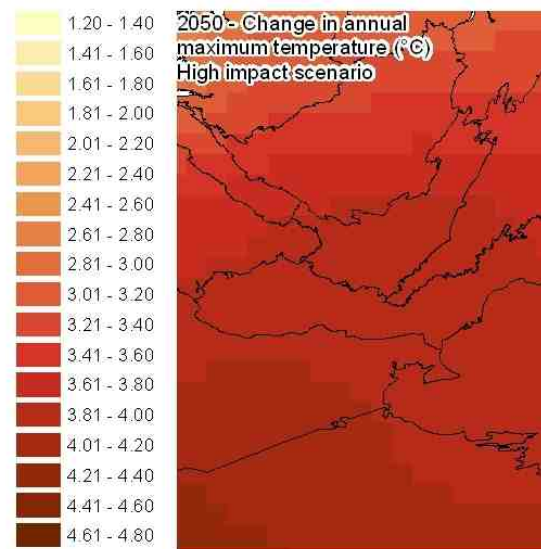 2050 - Change in annual
maximum temperature (°C)
High impact scenario
1.20 - 1.40
1.41 - 1.60
1.61 - 1.80
1.81 - 2.00
2.01 - 2.20
2.21 - 2.40
2.41 - 2.60
2.61 - 2.80
2.81 - 3.00
3.01 - 3.20
3.21 - 3.40
3.41 - 3.60
3.61 - 3.80
3.81 - 4.00
4.01 - 4.20
4.21 - 4.40
4.41 - 4.60
4.61 - 4.80